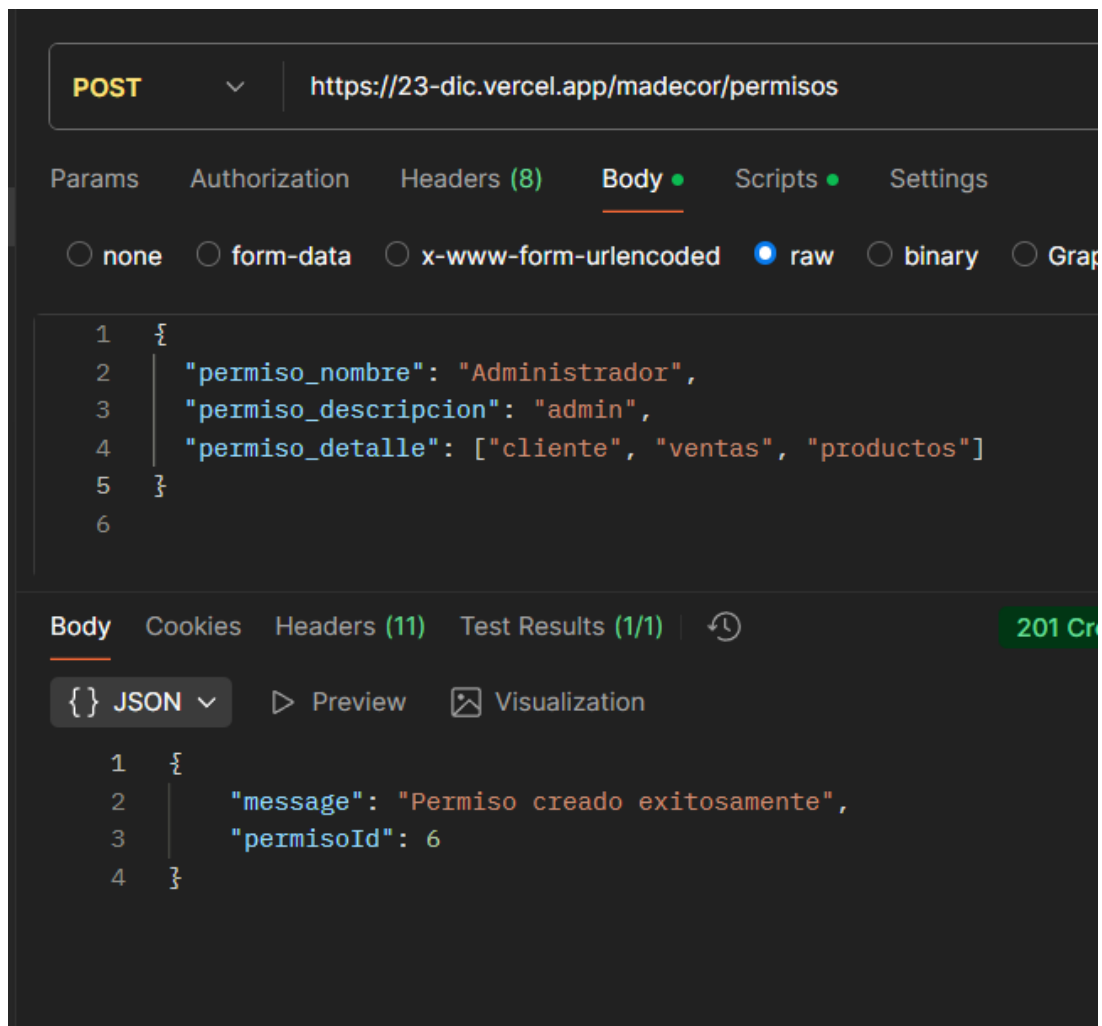 POST https://23-dic.vercel.app/madecor/permisos
Params Authorization Headers (8) Body Scripts Settings
none form-data x-www-form-urlencoded raw binary Grap
1 {
2 "permiso_nombre": "Administrador",
3 "permiso_descripcion": "admin",
4 "permiso_detalle": ["cliente", "ventas", "productos"]
5 }
6
Body Cookies Headers (11) Test Results (1/1) 201 Cre
{} JSON Preview Visualization
1 {
2 "message": "Permiso creado exitosamente",
3 "permisoId": 6
4 }